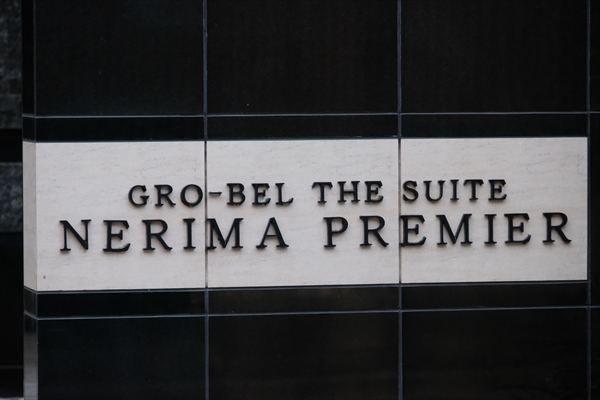 GRO-BEL THE SUITE
NERIMA PREMIER